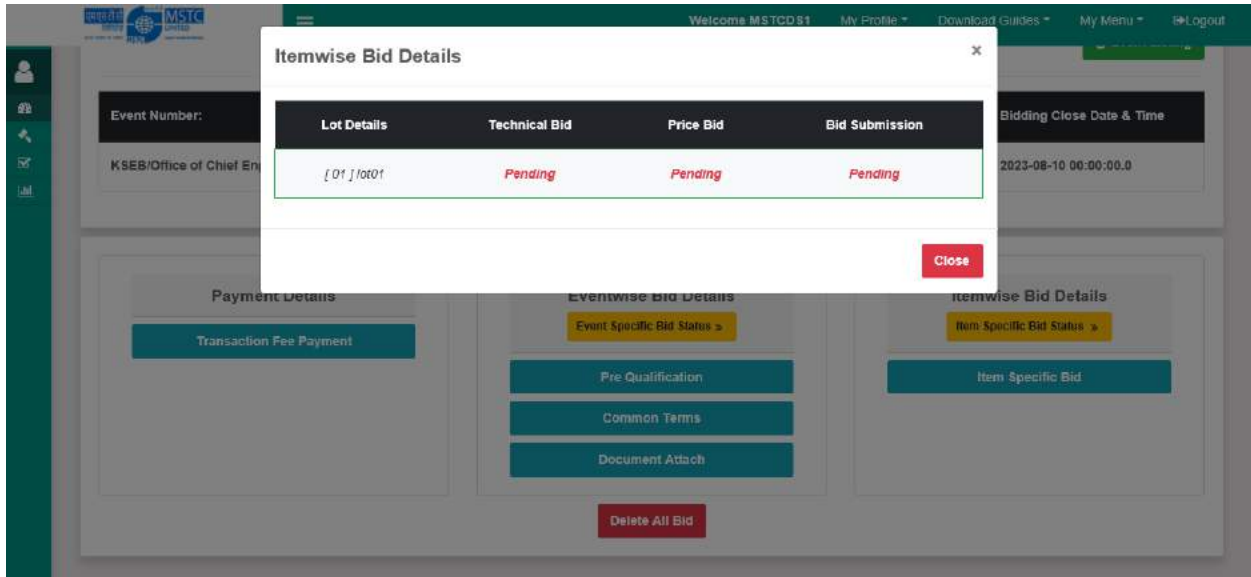 MSTC
LIMITED
Welcome MSTCDS1 My Profile Download Guides My Menu Logout
Itemwise Bid Details ×
Event Number: Bidding Close Date & Time
Lot Details Technical Bid Price Bid Bid Submission
KSEB/Office of Chief En 2023-08-10 00:00:00.0
[ 01 ] lot01 Pending Pending Pending
Close
Payment Details Eventwise Bid Details Itemwise Bid Details
Event Specific Bid Status » Item Specific Bid Status »
Transaction Fee Payment
Pre Qualification Item Specific Bid
Common Terms
Document Attach
Delete All Bid